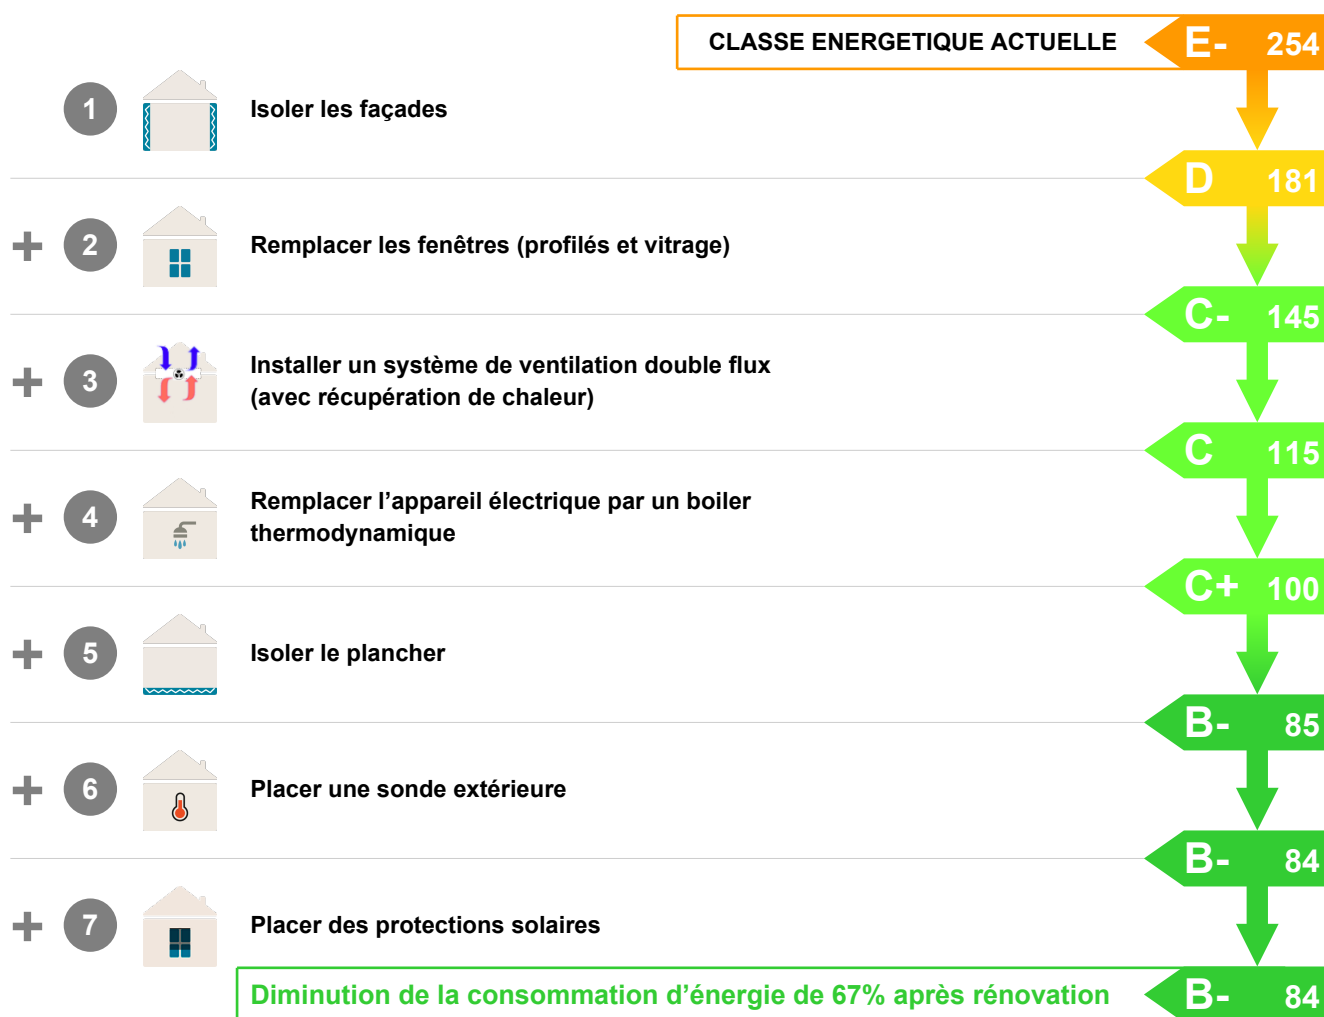 CLASSE ENERGETIQUE ACTUELLE E- 254
1 Isoler les façades
D 181
+ 2 Remplacer les fenêtres (profilés et vitrage)
C- 145
+ 3 Installer un système de ventilation double flux
(avec récupération de chaleur)
C 115
+ 4 Remplacer l’appareil électrique par un boiler
thermodynamique
C+ 100
+ 5 Isoler le plancher
B- 85
+ 6 Placer une sonde extérieure
B- 84
+ 7 Placer des protections solaires
Diminution de la consommation d’énergie de 67% après rénovation B- 84